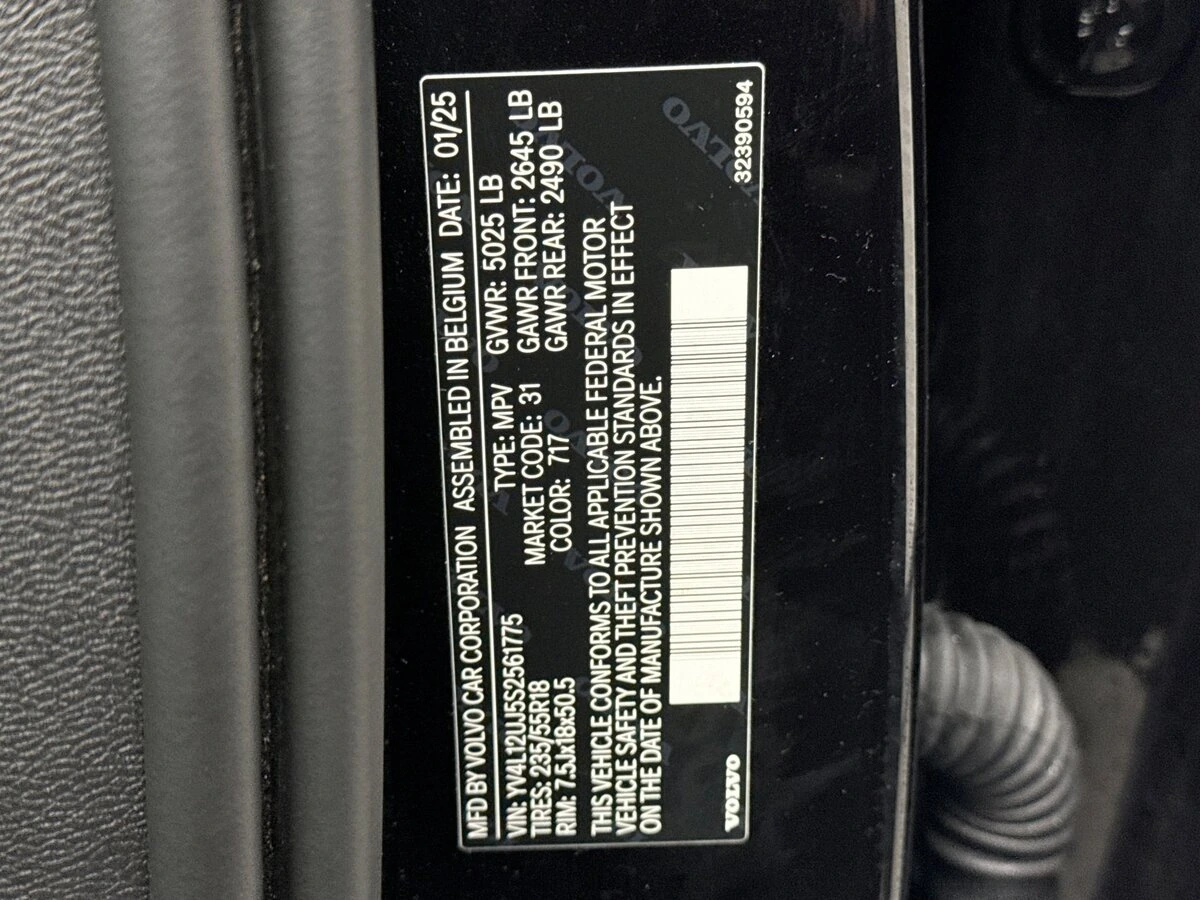 MFD BY VOLVO CAR CORPORATION ASSEMBLED IN BELGIUM DATE: 01/25
VIN: YV4L12UJ5S2561775 TYPE: MPV GVWR: 5025 LB
TIRES: 235/55R18 MARKET CODE: 31 GAWR FRONT: 2645 LB
RIM: 7.5Jx18x50.5 COLOR: 717 GAWR REAR: 2490 LB
THIS VEHICLE CONFORMS TO ALL APPLICABLE FEDERAL MOTOR
VEHICLE SAFETY AND THEFT PREVENTION STANDARDS IN EFFECT
ON THE DATE OF MANUFACTURE SHOWN ABOVE.
VOLVO 32390594